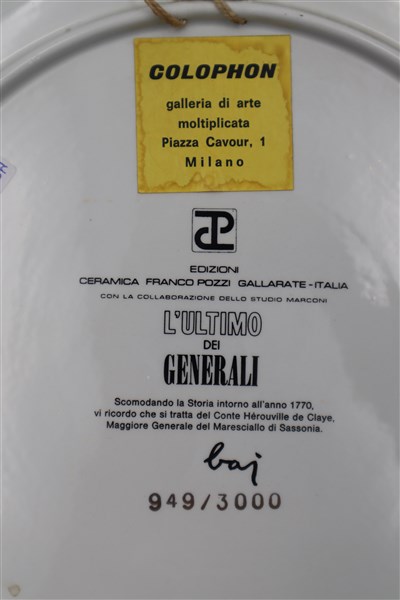 COLOPHON
galleria di arte
moltiplicata
Piazza Cavour, 1
Milano
EDIZIONI
CERAMICA FRANCO POZZI GALLARATE - ITALIA
CON LA COLLABORAZIONE DELLO STUDIO MARCONI
L'ULTIMO
DEI
GENERALI
Scomodando la Storia intorno all'anno 1770,
vi ricordo che si tratta del Conte Hérouville de Claye,
Maggiore Generale del Maresciallo di Sassonia.
baj
949/3000